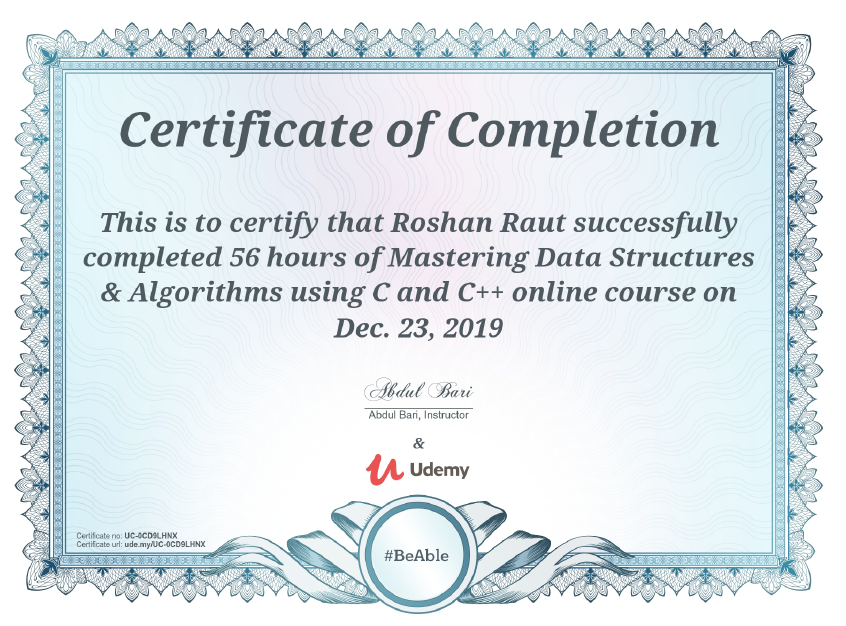 Certificate of Completion
This is to certify that Roshan Raut successfully
completed 56 hours of Mastering Data Structures
& Algorithms using C and C++ online course on
Dec. 23, 2019
Abdul Bari
Abdul Bari, Instructor
&
Udemy
Certificate no: UC-0CD9LHNX
Certificate url: ude.my/UC-0CD9LHNX
#BeAble